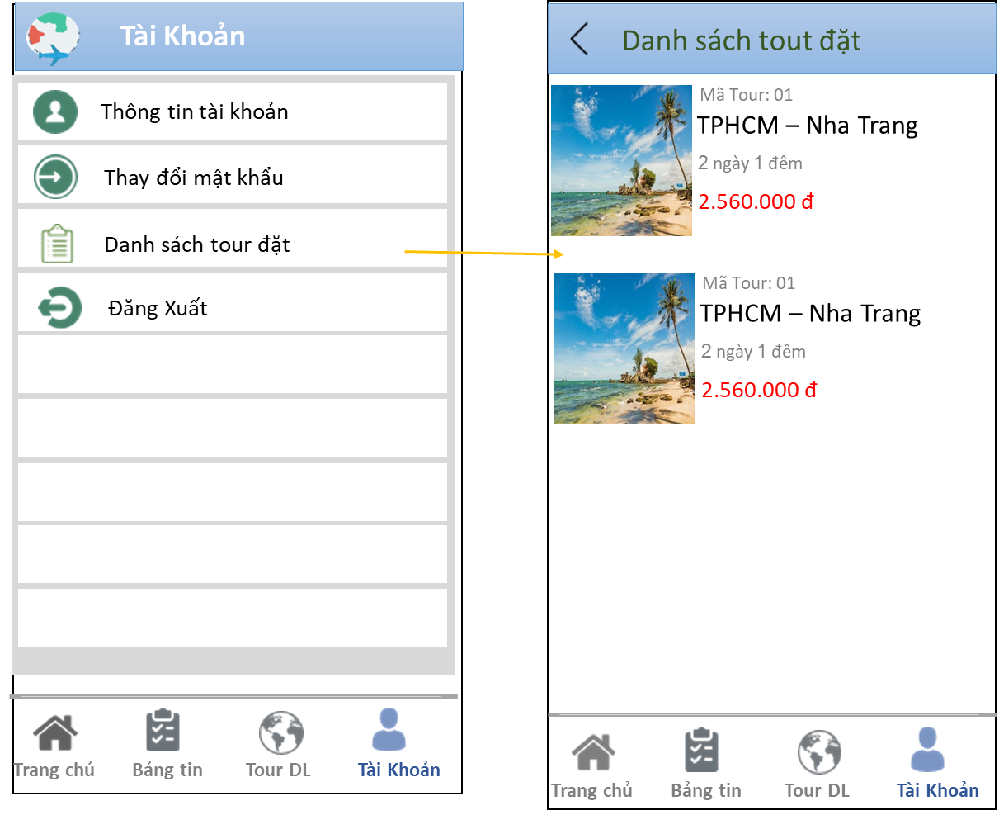 Tài Khoản
Thông tin tài khoản
Thay đổi mật khẩu
Danh sách tour đặt
Đăng Xuất
Trang chủ
Bảng tin
Tour DL
Tài Khoản
Danh sách tout đặt
Mã Tour: 01
TPHCM – Nha Trang
2 ngày 1 đêm
2.560.000 đ
Mã Tour: 01
TPHCM – Nha Trang
2 ngày 1 đêm
2.560.000 đ
Trang chủ
Bảng tin
Tour DL
Tài Khoản